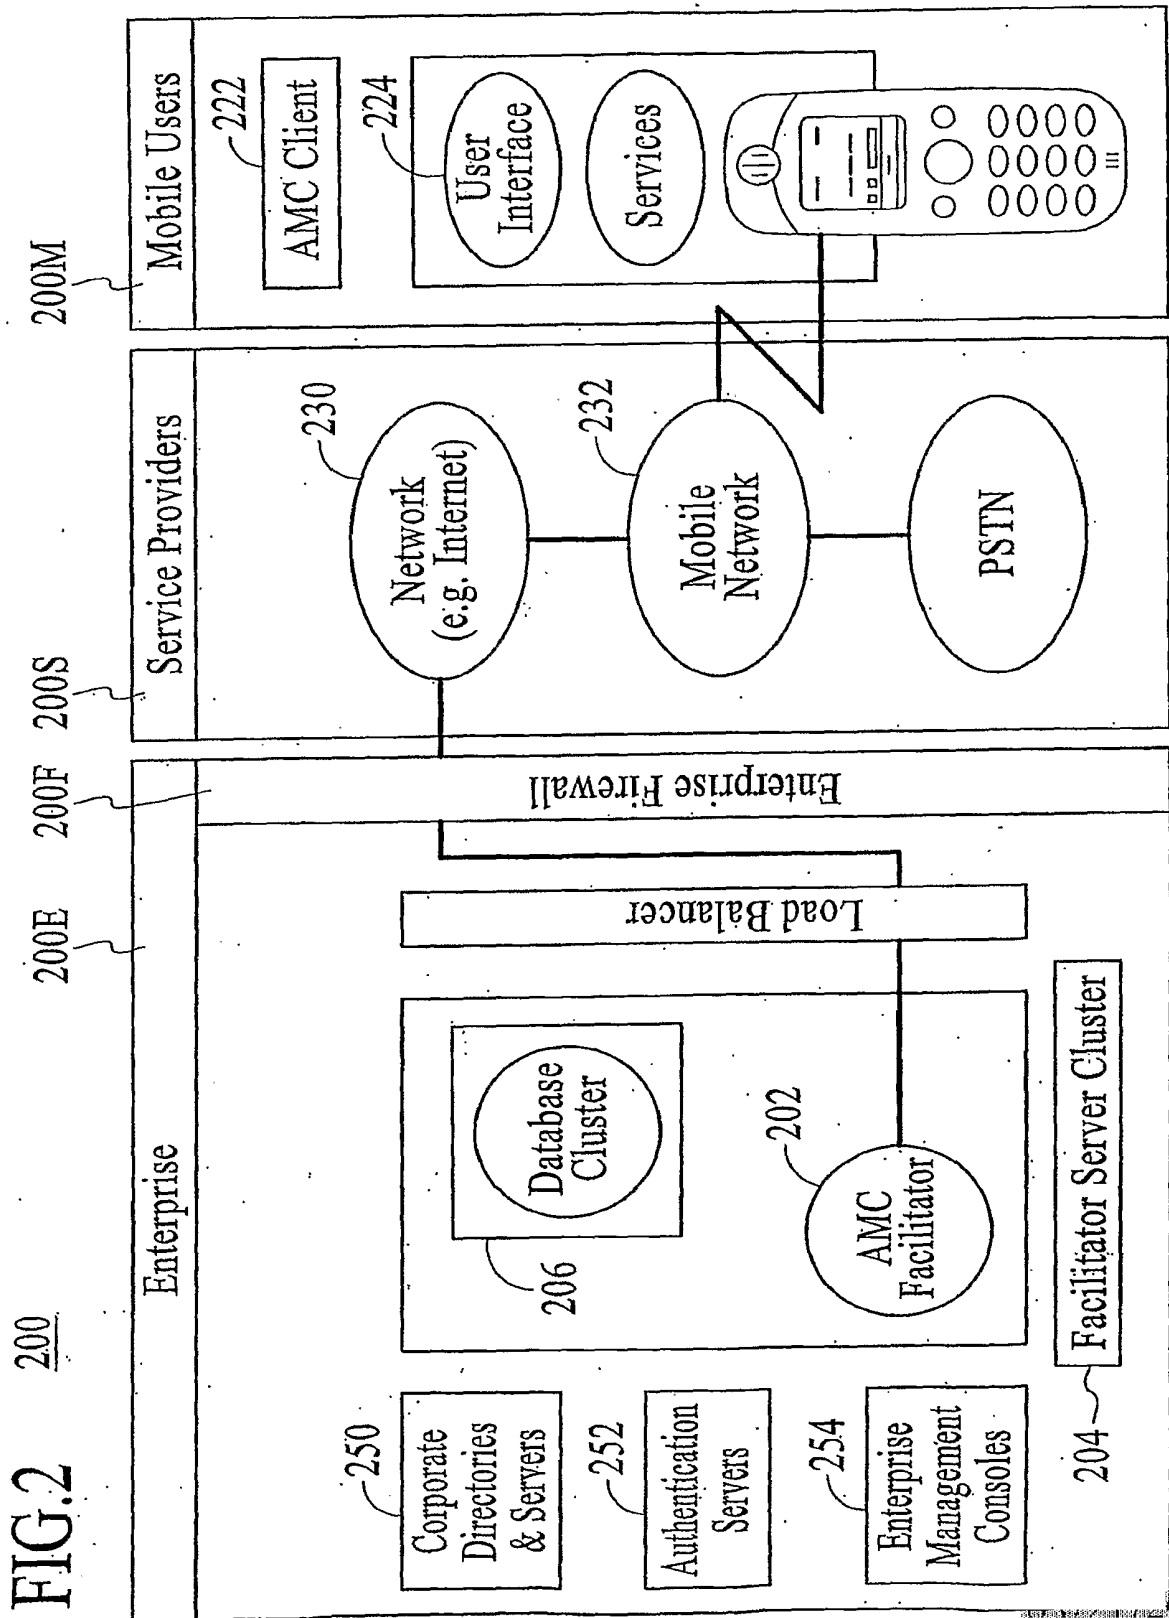 FIG.2
200
200E
200F
200S
200M
Enterprise
Service Providers
Mobile Users
250
Corporate
Directories
& Servers
252
Authentication
Servers
254
Enterprise
Management
Consoles
206
Database
Cluster
202
AMC
Facilitator
204
Facilitator Server Cluster
Load Balancer
Enterprise Firewall
230
Network
(e.g. Internet)
232
Mobile
Network
PSTN
222
AMC Client
224
User
Interface
Services